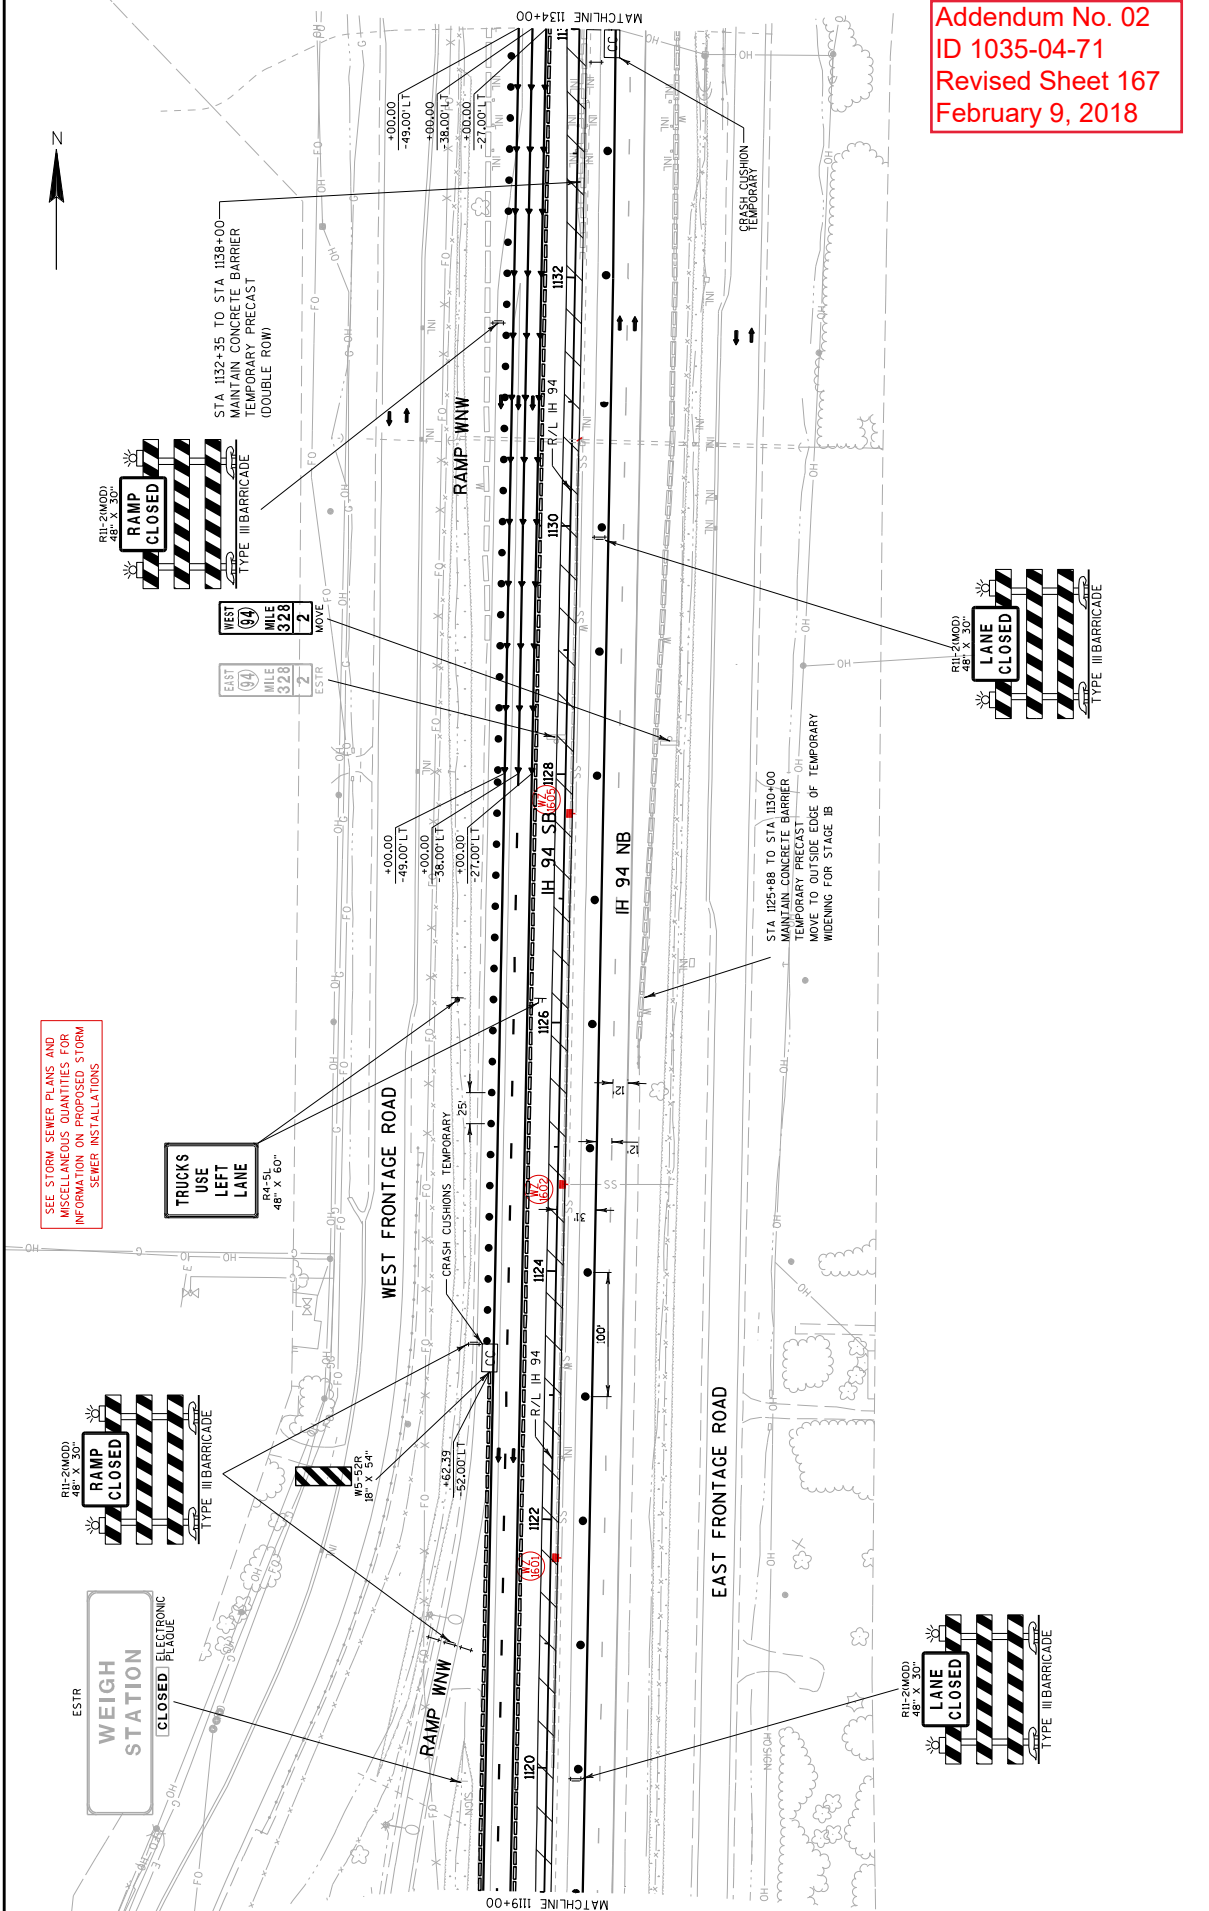 Addendum No. 02
ID 1035-04-71
Revised Sheet 167
February 9, 2018
MATCHLINE 1134+00
N
+00.00
-49.00'LT
+00.00
-38.00'LT
+00.00
-27.00'LT
CRASH CUSHION
TEMPORARY
CC
STA 1132+35 TO STA 1138+00
MAINTAIN CONCRETE BARRIER
TEMPORARY PRECAST
(DOUBLE ROW)
1132
R11-2(MOD)
48" X 30"
RAMP
CLOSED
TYPE III BARRICADE
RAMP WNW
R/L IH 94
1130
WEST
94
MILE
328
2
MOVE
EAST
94
MILE
328
2
ESTR
R11-2(MOD)
48" X 30"
LANE
CLOSED
TYPE III BARRICADE
1128
WZ
1605
+00.00
-49.00'LT
+00.00
-38.00'LT
+00.00
-27.00'LT
IH 94 SB
IH 94 NB
STA 1125+88 TO STA 1130+00
MAINTAIN CONCRETE BARRIER
TEMPORARY PRECAST
MOVE TO OUTSIDE EDGE OF TEMPORARY
WIDENING FOR STAGE 1B
1126
SEE STORM SEWER PLANS AND
MISCELLANEOUS QUANTITIES FOR
INFORMATION ON PROPOSED STORM
SEWER INSTALLATIONS
TRUCKS
USE
LEFT
LANE
R4-5L
48" X 60"
WEST FRONTAGE ROAD
25'
12'
12'
31'
WZ
1602
CRASH CUSHIONS TEMPORARY
1124
100'
CC
R/L IH 94
R11-2(MOD)
48" X 30"
RAMP
CLOSED
TYPE III BARRICADE
W5-52R
18" X 54"
+62.39
-52.00'LT
1122
WZ
1601
EAST FRONTAGE ROAD
ESTR
WEIGH
STATION
CLOSED
ELECTRONIC
PLAQUE
RAMP WNW
1120
SIGN
R11-2(MOD)
48" X 30"
LANE
CLOSED
TYPE III BARRICADE
MATCHLINE 1119+00